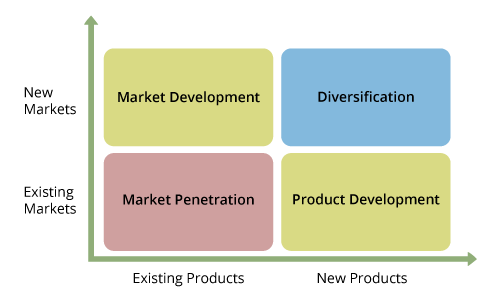 New
Markets
Market Development
Diversification
Existing
Markets
Market Penetration
Product Development
Existing Products
New Products